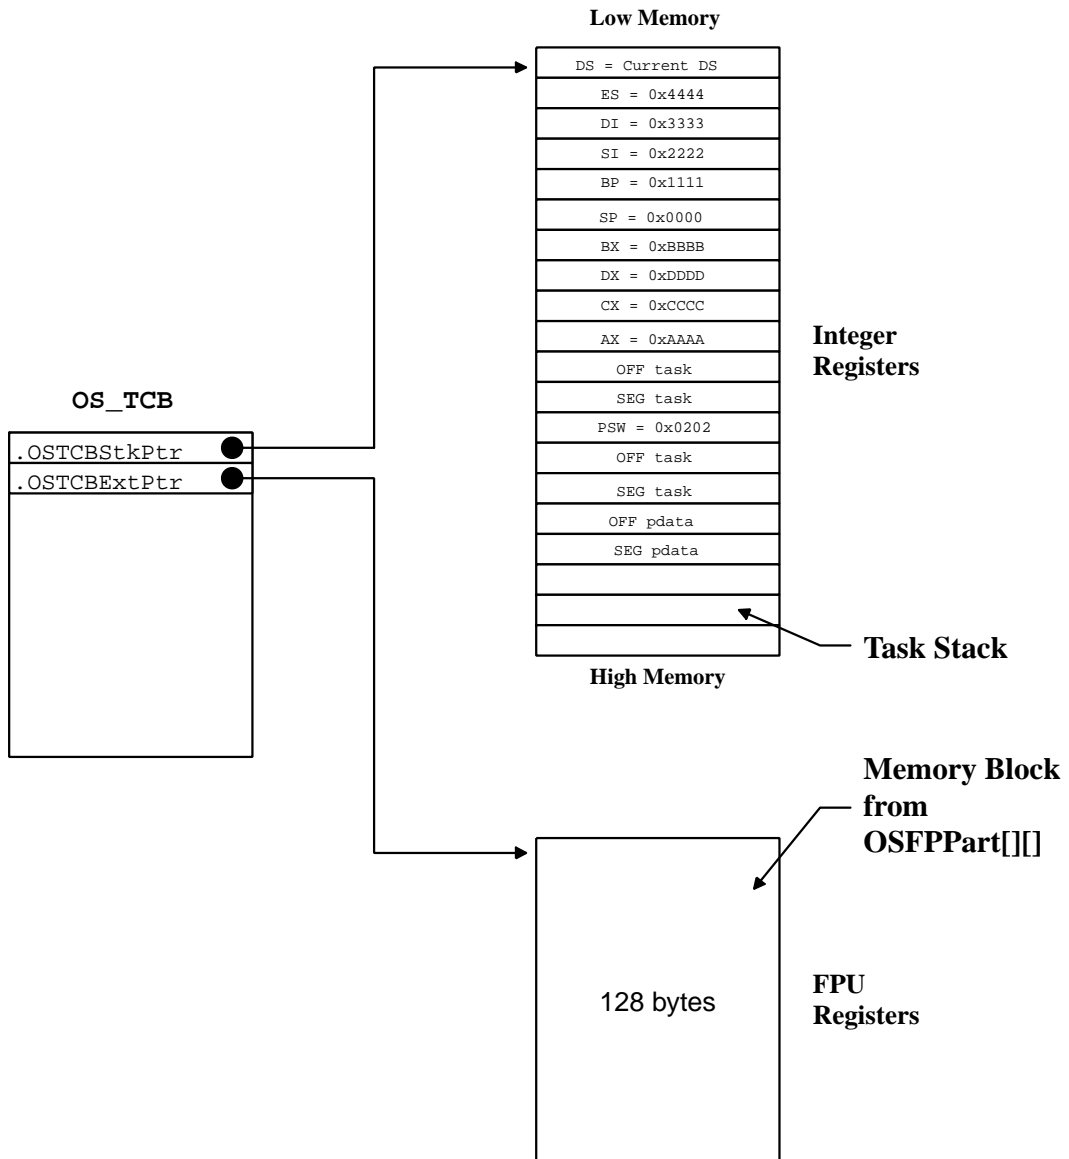 Low Memory
DS = Current DS
ES = 0x4444
DI = 0x3333
SI = 0x2222
BP = 0x1111
SP = 0x0000
BX = 0xBBBB
DX = 0xDDDD
CX = 0xCCCC
AX = 0xAAAA
OFF task
SEG task
PSW = 0x0202
OFF task
SEG task
OFF pdata
SEG pdata
High Memory
Integer
Registers
OS_TCB
.OSTCBStkPtr
.OSTCBExtPtr
Task Stack
Memory Block
from
OSFPPart[][]
128 bytes
FPU
Registers